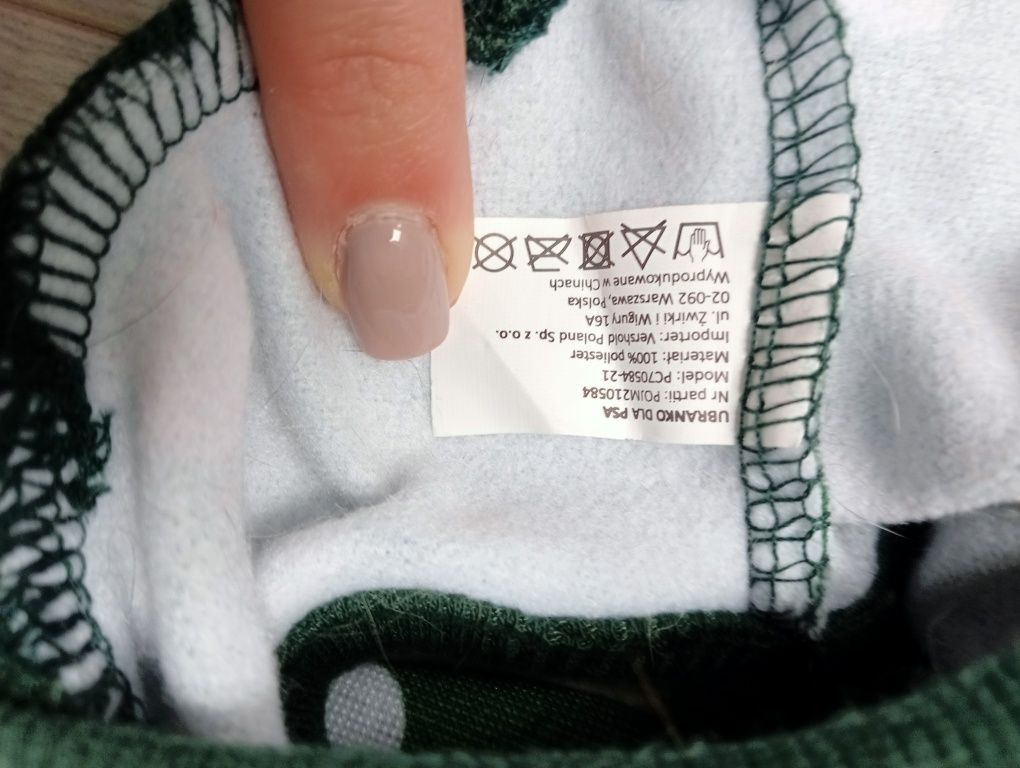 UBRANKO DLA PSA
Nr partii: POJM210584
Model: PC70584-21
Materiał: 100% poliester
Importer: Vershold Poland Sp. z o.o.
ul. Żwirki i Wigury 16A
02-092 Warszawa, Polska
Wyprodukowane w Chinach